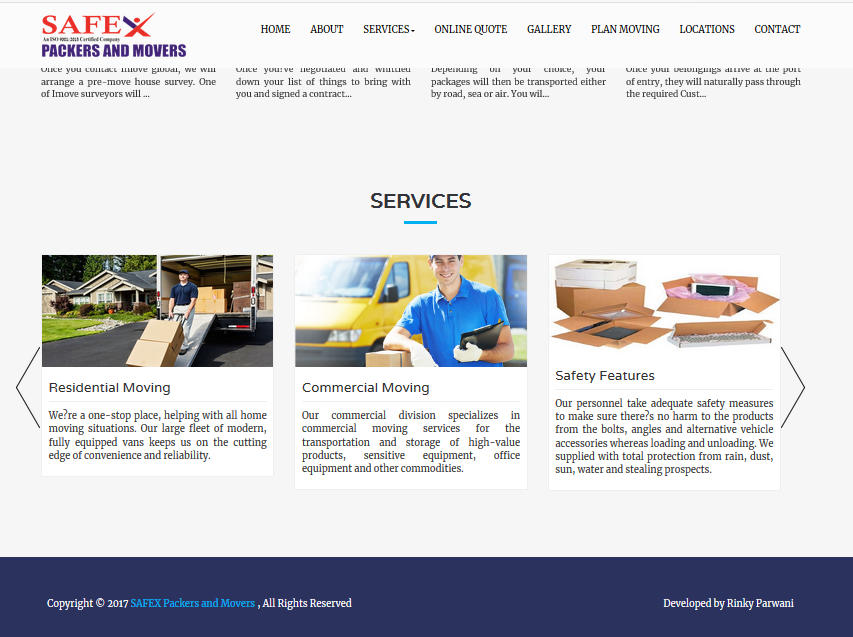 SAFEX
An ISO 9001:2015 Certified Company
PACKERS AND MOVERS
HOME ABOUT SERVICES ONLINE QUOTE GALLERY PLAN MOVING LOCATIONS CONTACT
Once you contact Imove global, we will
arrange a pre-move house survey. One
of Imove surveyors will ...
Once you've negotiated and whittled
down your list of things to bring with
you and signed a contract...
Depending on your choice, your
packages will then be transported either
by road, sea or air. You wil...
Once your belongings arrive at the port
of entry, they will naturally pass through
the required Cust...
SERVICES
Residential Moving
We?re a one-stop place, helping with all home
moving situations. Our large fleet of modern,
fully equipped vans keeps us on the cutting
edge of convenience and reliability.
Commercial Moving
Our commercial division specializes in
commercial moving services for the
transportation and storage of high-value
products, sensitive equipment, office
equipment and other commodities.
Safety Features
Our personnel take adequate safety measures
to make sure there?s no harm to the products
from the bolts, angles and alternative vehicle
accessories whereas loading and unloading. We
supplied with total protection from rain, dust,
sun, water and stealing prospects.
Copyright © 2017 SAFEX Packers and Movers , All Rights Reserved
Developed by Rinky Parwani